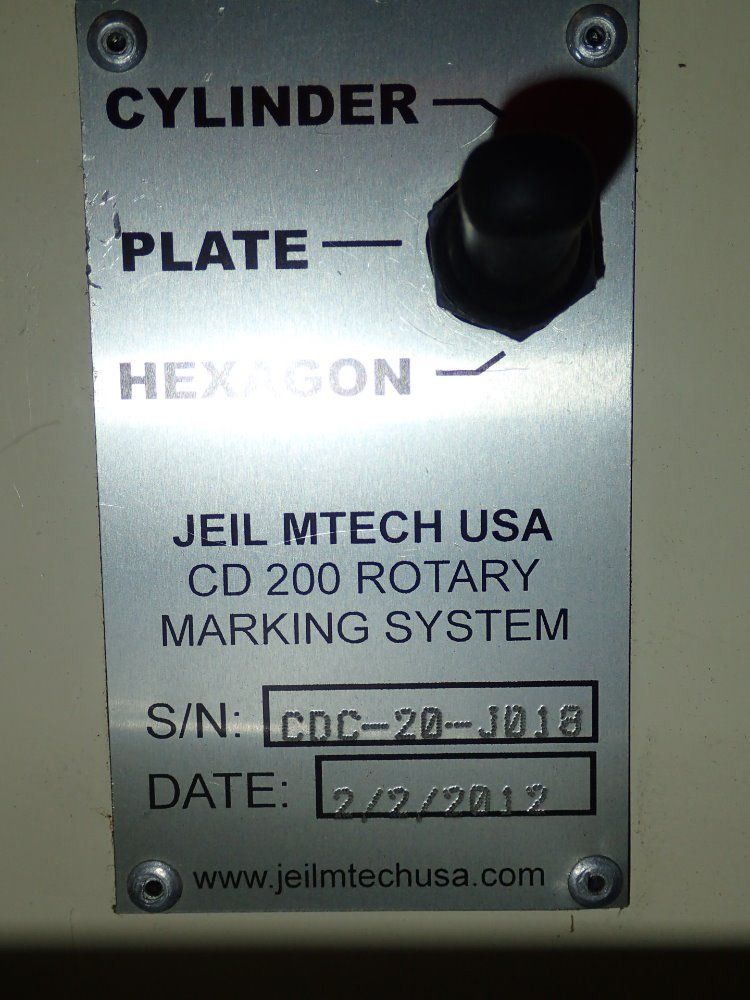 CYLINDER
PLATE
HEXAGON
JEIL MTECH USA
CD 200 ROTARY
MARKING SYSTEM
S/N: CDC-20-J018
DATE: 2/2/2012
www.jeilmtechusa.com